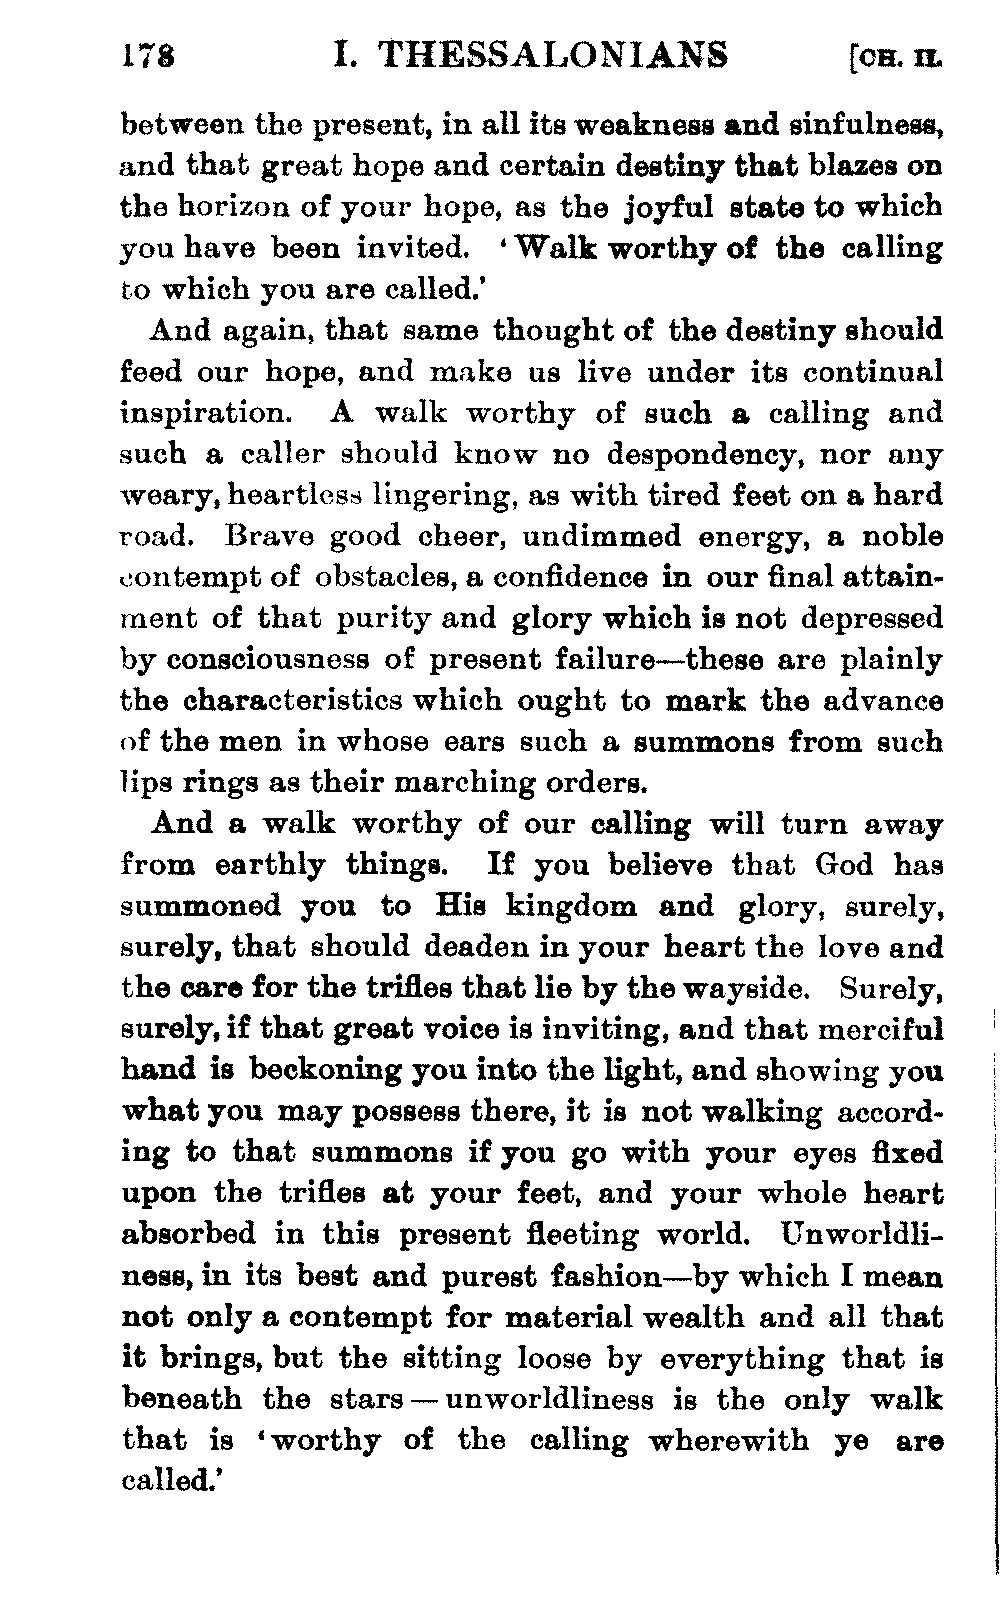 178 I. THESSALONIANS [CH. II.
between the present, in all its weakness and sinfulness,
and that great hope and certain destiny that blazes on
the horizon of your hope, as the joyful state to which
you have been invited. ‘Walk worthy of the calling
to which you are called.’
And again, that same thought of the destiny should
feed our hope, and make us live under its continual
inspiration. A walk worthy of such a calling and
such a caller should know no despondency, nor any
weary, heartless lingering, as with tired feet on a hard
road. Brave good cheer, undimmed energy, a noble
contempt of obstacles, a confidence in our final attain-
ment of that purity and glory which is not depressed
by consciousness of present failure—these are plainly
the characteristics which ought to mark the advance
of the men in whose ears such a summons from such
lips rings as their marching orders.
And a walk worthy of our calling will turn away
from earthly things. If you believe that God has
summoned you to His kingdom and glory, surely,
surely, that should deaden in your heart the love and
the care for the trifles that lie by the wayside. Surely,
surely, if that great voice is inviting, and that merciful
hand is beckoning you into the light, and showing you
what you may possess there, it is not walking accord-
ing to that summons if you go with your eyes fixed
upon the trifles at your feet, and your whole heart
absorbed in this present fleeting world. Unworldli-
ness, in its best and purest fashion—by which I mean
not only a contempt for material wealth and all that
it brings, but the sitting loose by everything that is
beneath the stars—unworldliness is the only walk
that is ‘worthy of the calling wherewith ye are
called.’